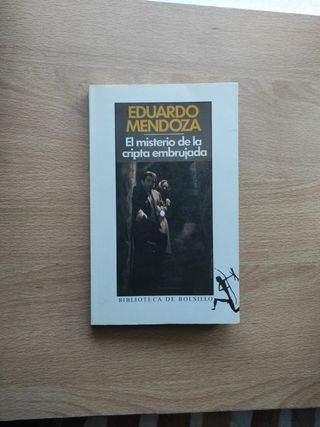 EDUARDO
MENDOZA
El misterio de la
cripta embrujada
BIBLIOTECA DE BOLSILLO